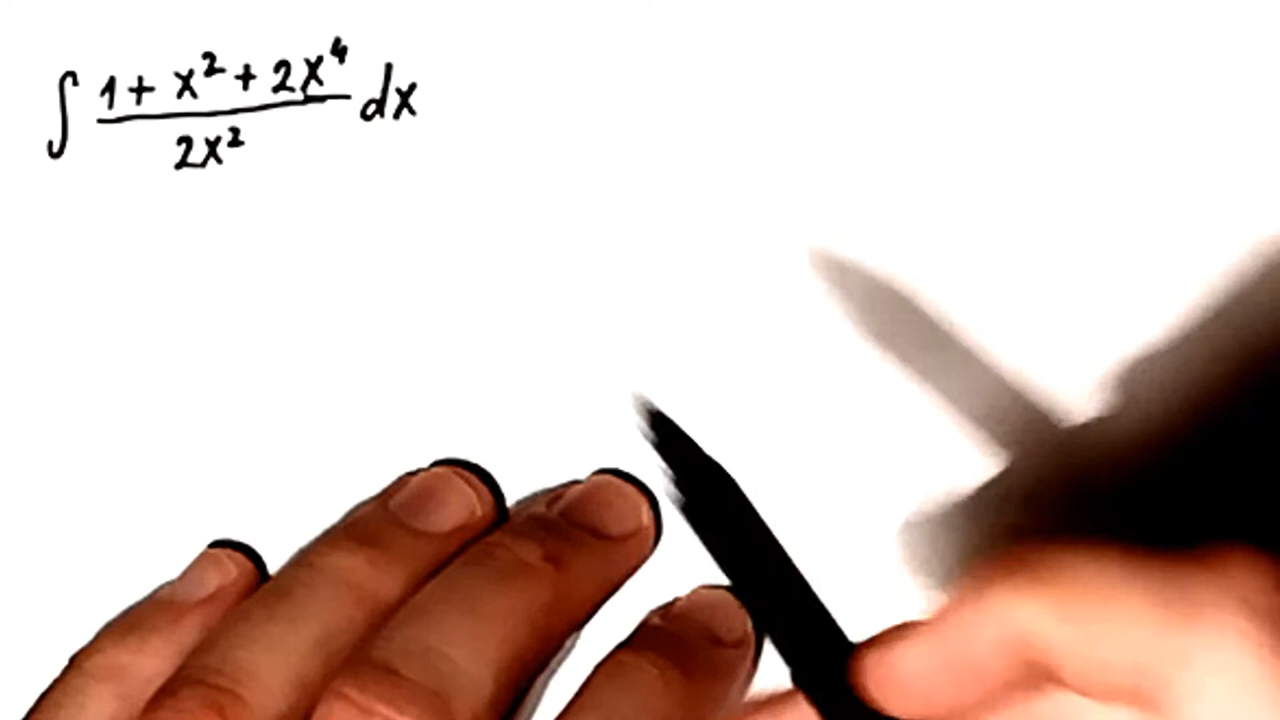 ∫ (1 + x² + 2x⁴)/(2x²) dx